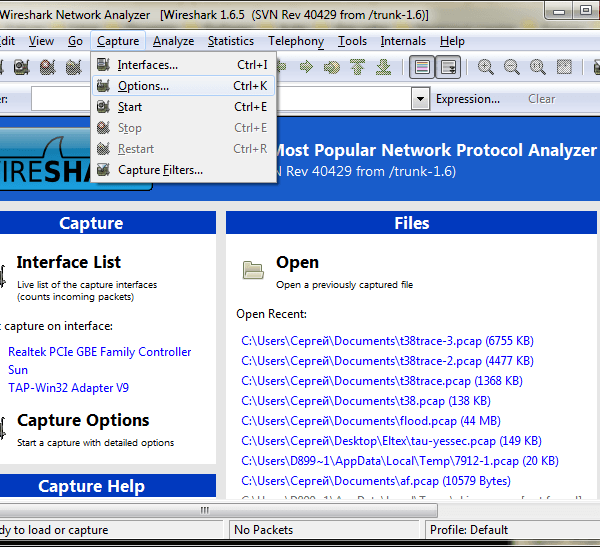 Wireshark Network Analyzer [Wireshark 1.6.5 (SVN Rev 40429 from /trunk-1.6)]
dit View Go Capture Analyze Statistics Telephony Tools Internals Help
Interfaces... Ctrl+I
Options... Ctrl+K
Start Ctrl+E
Stop Ctrl+E
Restart Ctrl+R
Capture Filters...
er: Expression... Clear
IRESHA
Most Popular Network Protocol Analyzer
N Rev 40429 from /trunk-1.6)
Capture
Interface List
Live list of the capture interfaces
(counts incoming packets)
capture on interface:
Realtek PCIe GBE Family Controller
Sun
TAP-Win32 Adapter V9
Capture Options
Start a capture with detailed options
Capture Help
Files
Open
Open a previously captured file
Open Recent:
C:\Users\Сергей\Documents\t38trace-3.pcap (6755 KB)
C:\Users\Сергей\Documents\t38trace-2.pcap (4477 KB)
C:\Users\Сергей\Documents\t38trace.pcap (1368 KB)
C:\Users\Сергей\Documents\t38.pcap (138 KB)
C:\Users\Сергей\Documents\flood.pcap (44 MB)
C:\Users\Сергей\Desktop\Eltex\tau-yessec.pcap (149 KB)
C:\Users\D899~1\AppData\Local\Temp\7912-1.pcap (20 KB)
C:\Users\Сергей\Documents\af.pcap (10579 Bytes)
dy to load or capture No Packets Profile: Default